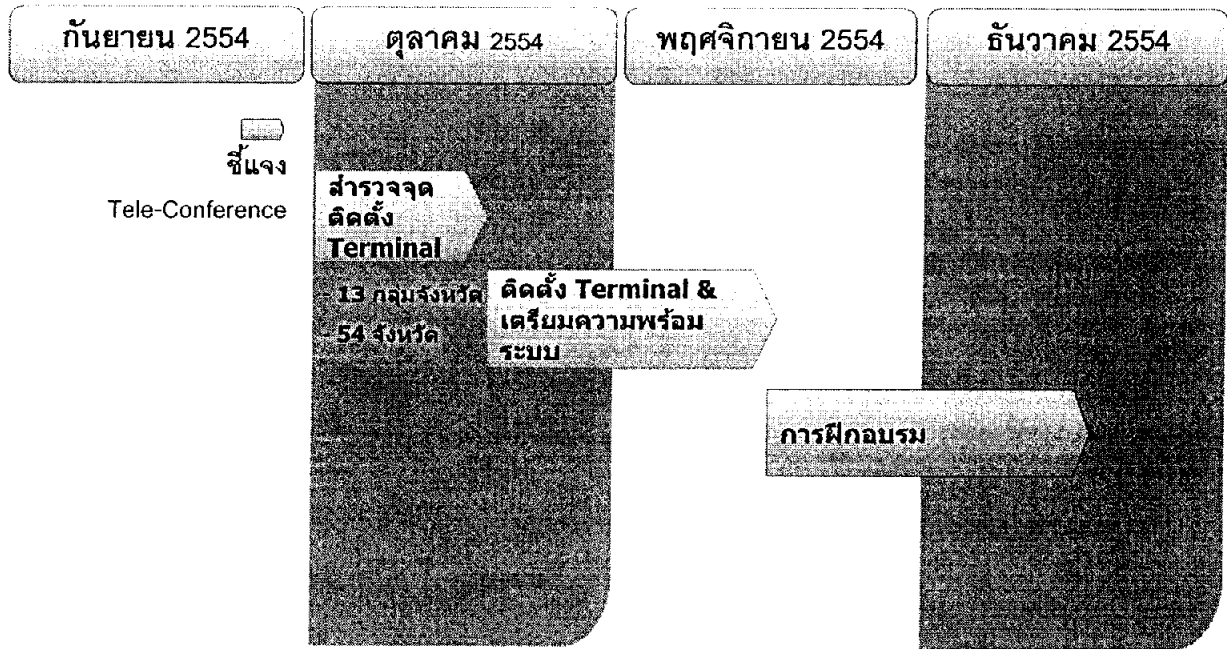 กันยายน 2554
ตุลาคม 2554
พฤศจิกายน 2554
ธันวาคม 2554
ชี้แจง
Tele-Conference
สำรวจจุด
ติดตั้ง
Terminal
- 13 กลุ่มจังหวัด
- 54 จังหวัด
ติดตั้ง Terminal &
เตรียมความพร้อม
ระบบ
การฝึกอบรม